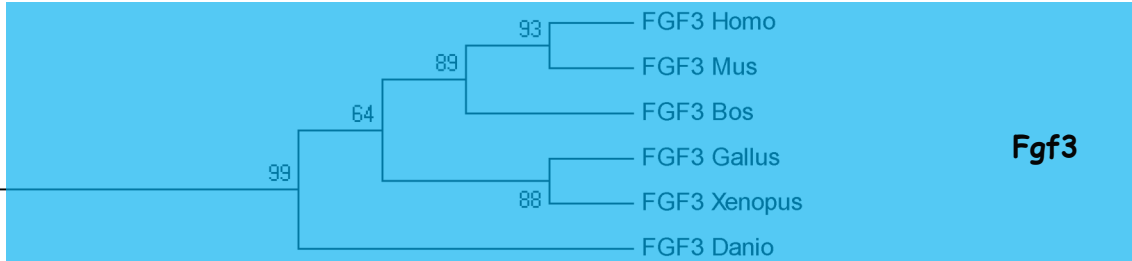 93
FGF3 Homo
89
FGF3 Mus
64
FGF3 Bos
Fgf3
99
FGF3 Gallus
88
FGF3 Xenopus
FGF3 Danio